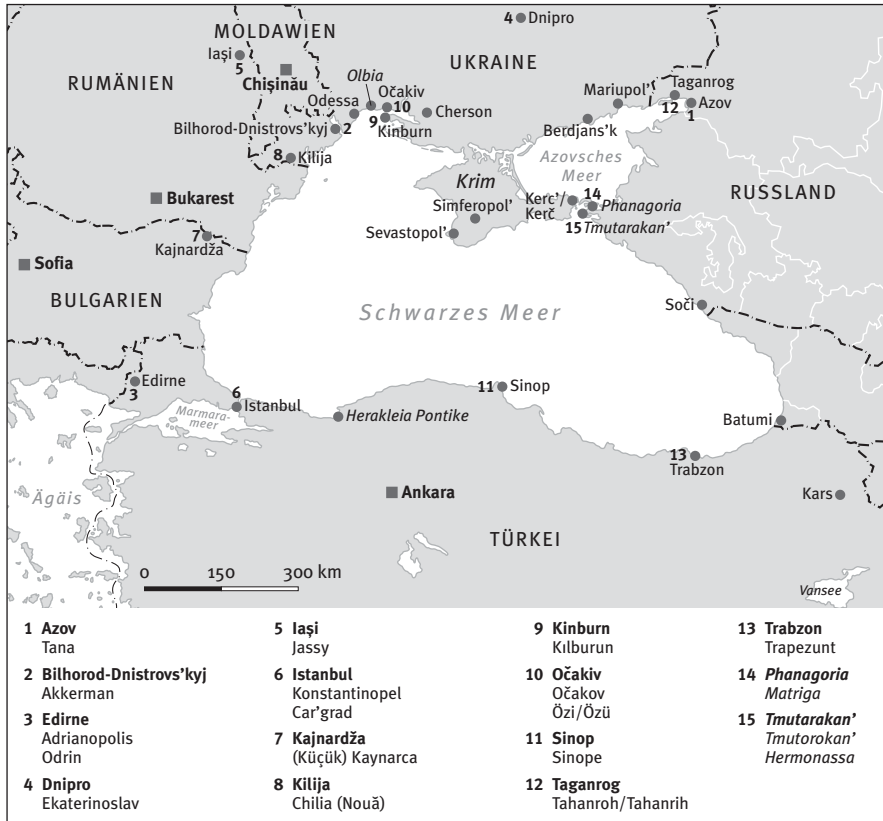 4 Dnipro
MOLDAWIEN
Iaşi
5
UKRAINE
RUMÄNIEN
Chişinău
Olbia
Očakiv
10
Odessa
Cherson
Mariupol'
Taganrog
12
Azov
1
Bilhorod-Dnistrovs'kyj
2
9
Kinburn
Berdjans'k
8
Kilija
Azovsches
Meer
Krim
Bukarest
Simferopol'
Kerc'/
Kerč
14
Phanagoria
RUSSLAND
7
Kajnardža
Sevastopol'
15
Tmutarakan'
Sofia
BULGARIEN
Schwarzes Meer
Soči
Edirne
3
6
Istanbul
11
Sinop
Marmara-
meer
Herakleia Pontike
Batumi
13
Trabzon
Ägäis
Ankara
Kars
TÜRKEI
0 150 300 km
Vansee
1 Azov
Tana
2 Bilhorod-Dnistrovs'kyj
Akkerman
3 Edirne
Adrianopolis
Odrin
4 Dnipro
Ekaterinoslav
5 Iaşi
Jassy
6 Istanbul
Konstantinopel
Car'grad
7 Kajnardža
(Küçük) Kaynarca
8 Kilija
Chilia (Nouă)
9 Kinburn
Kılburun
10 Očakiv
Očakov
Özi/Özü
11 Sinop
Sinope
12 Taganrog
Tahanroh/Tahanrih
13 Trabzon
Trapezunt
14 Phanagoria
Matriga
15 Tmutarakan'
Tmutorokan'
Hermonassa